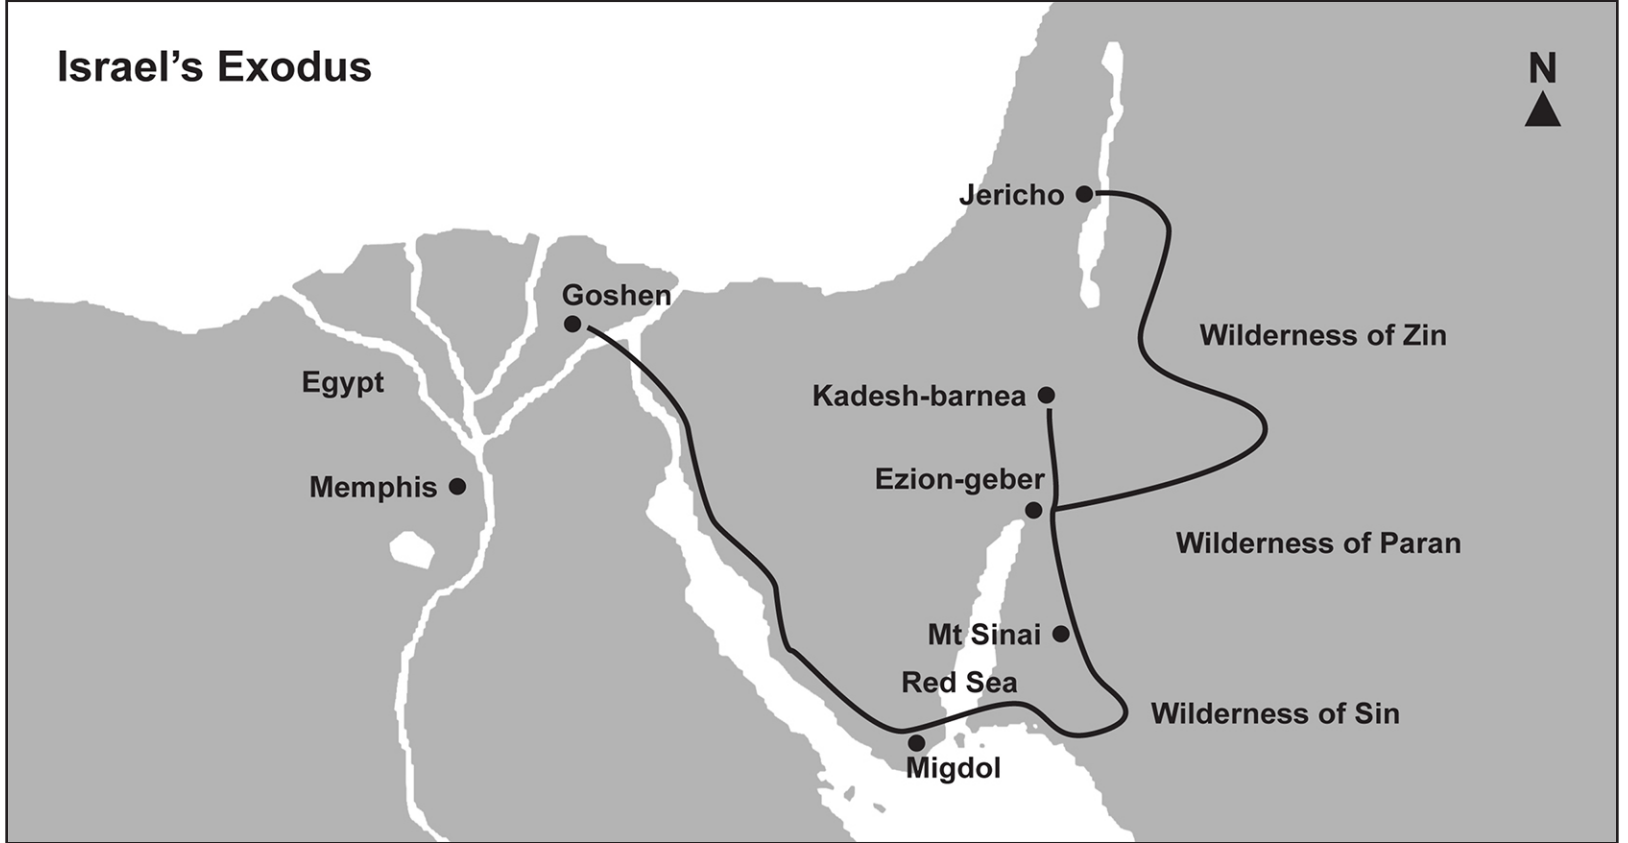 Israel’s Exodus
N
Jericho
Goshen
Wilderness of Zin
Egypt
Kadesh-barnea
Ezion-geber
Memphis
Wilderness of Paran
Mt Sinai
Red Sea
Wilderness of Sin
Migdol